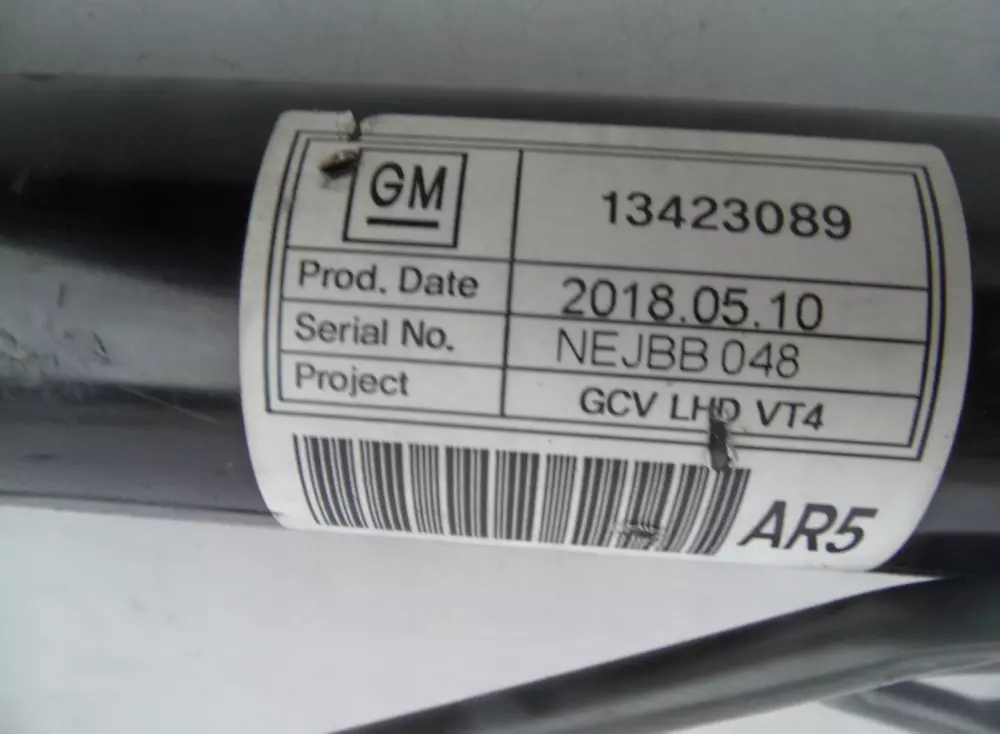 GM 13423089
Prod. Date 2018.05.10
Serial No. NEJBB 048
Project GCV LHD VT4
AR5